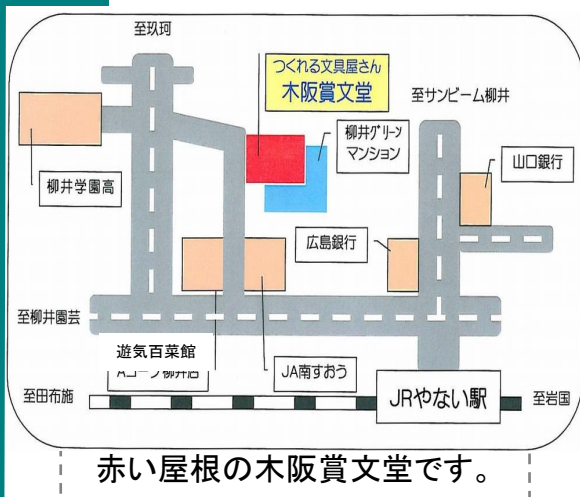 至玖珂
つくれる文具屋さん
木阪賞文堂
至サンビーム柳井
柳井グリーン
マンション
山口銀行
柳井学園高
広島銀行
至柳井園芸
遊気百菜館
JA南すおう
至田布施
JRやない駅
至岩国
赤い屋根の木阪賞文堂です。